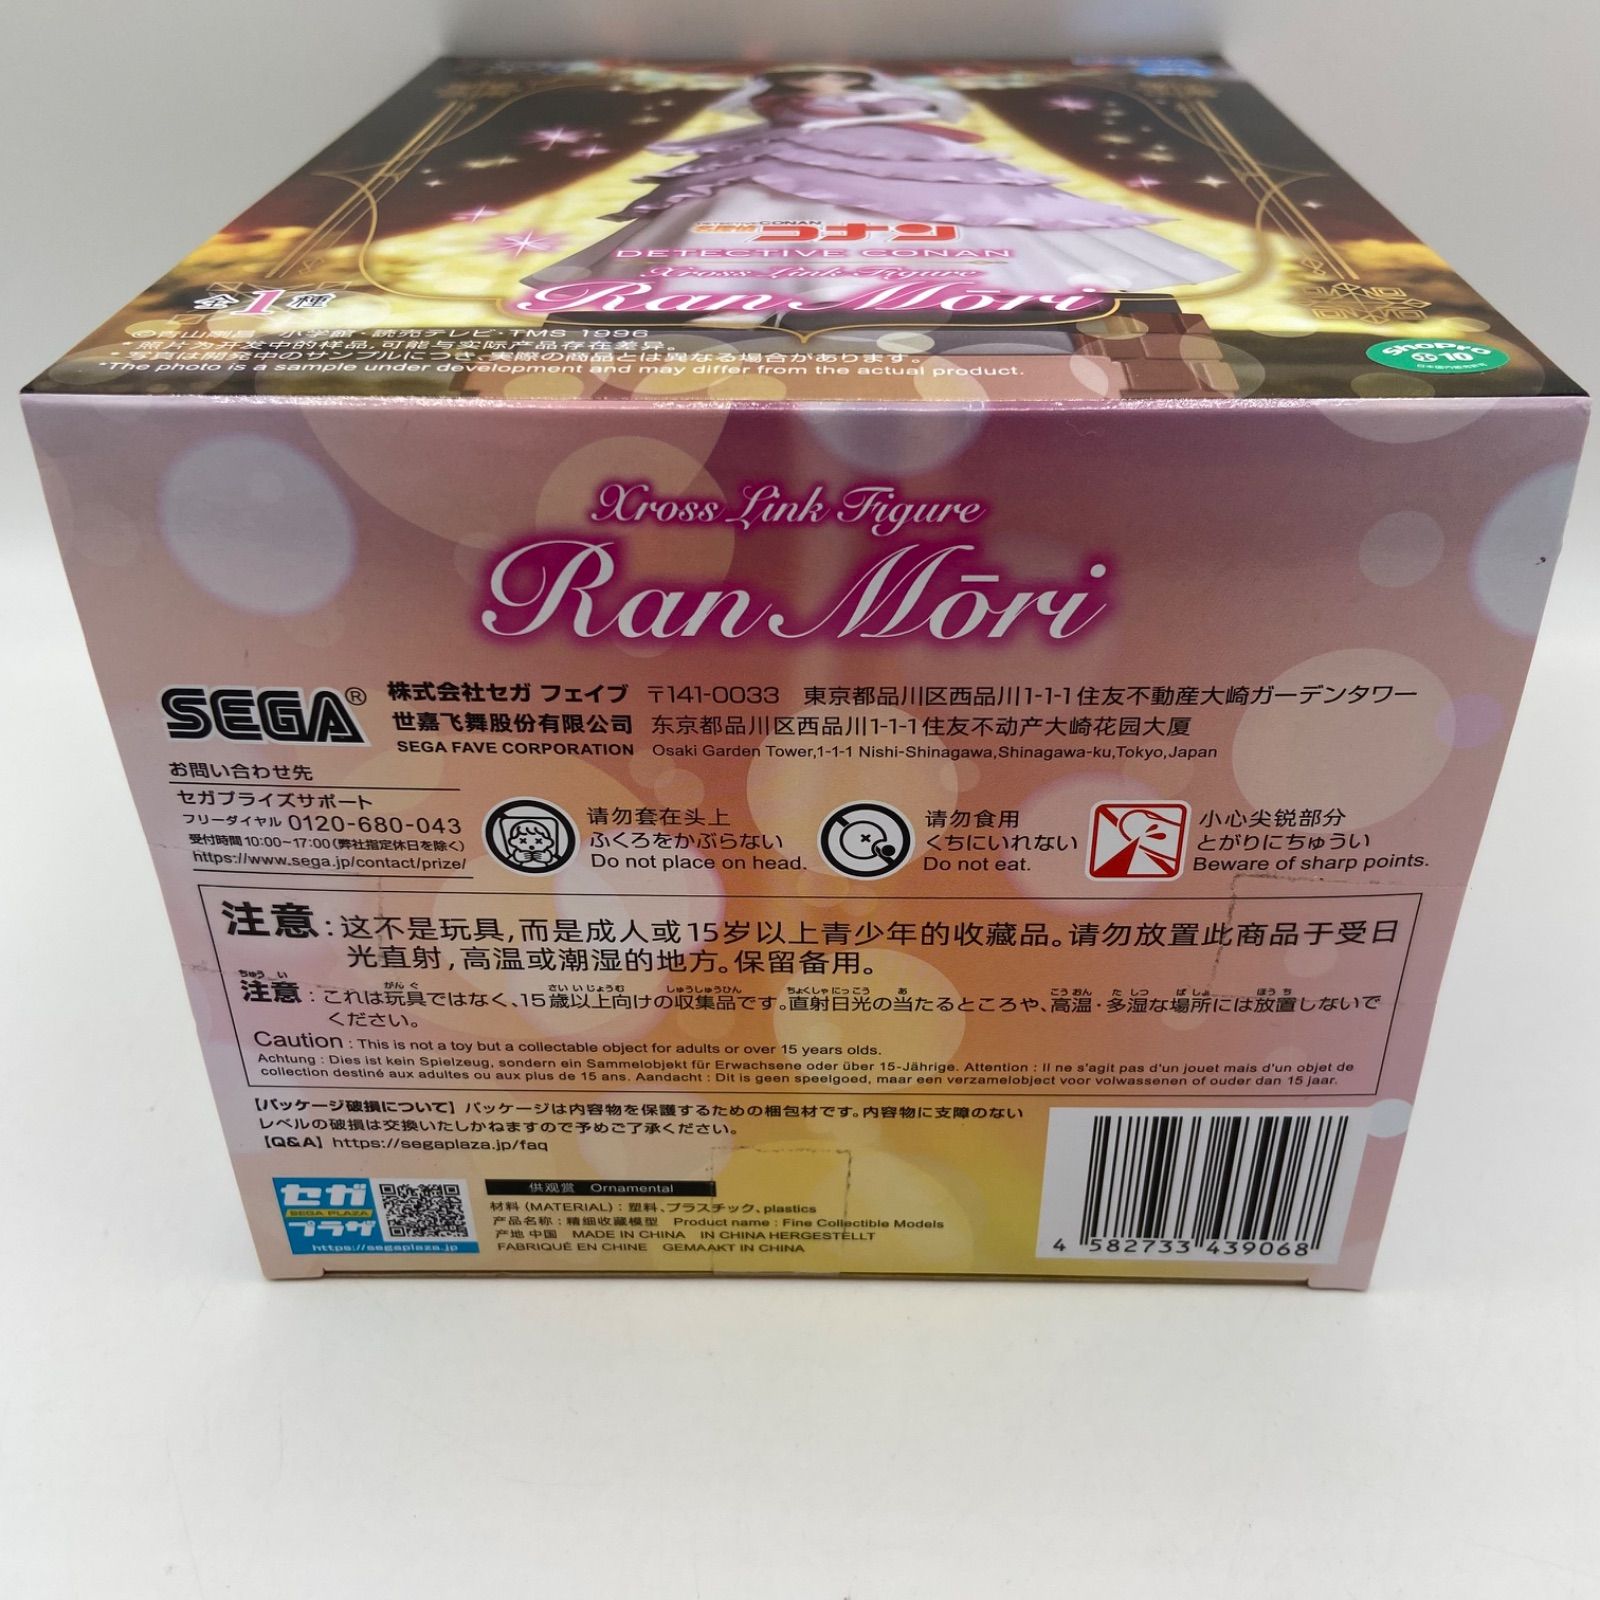 DETECTIVE CONAN
名探偵コナン
DETECTIVE CONAN
Xross Link Figure
Ran Mōri
全1種
©青山剛昌/小学館・読売テレビ・TMS 1996
*照片为开发中的样品,可能与实际产品存在差异。
*写真は開発中のサンプルにつき、実際の商品とは異なる場合があります。
*The photo is a sample under development and may differ from the actual product.
ShoPro
10
Xross Link Figure
Ran Mōri
SEGA®
株式会社セガ フェイブ 〒141-0033 東京都品川区西品川1-1-1住友不動産大崎ガーデンタワー
世嘉飞舞股份有限公司 东京都品川区西品川1-1-1住友不动产大崎花园大厦
SEGA FAVE CORPORATION Osaki Garden Tower,1-1-1 Nishi-Shinagawa,Shinagawa-ku,Tokyo,Japan
お問い合わせ先
セガプライズサポート
フリーダイヤル 0120-680-043
受付時間10:00~17:00(弊社指定休日を除く)
https://www.sega.jp/contact/prize/
请勿套在头上
ふくろをかぶらない
Do not place on head.
请勿食用
くちにいれない
Do not eat.
小心尖锐部分
とがりにちゅうい
Beware of sharp points.
注意:这不是玩具,而是成人或15岁以上青少年的收藏品。请勿放置此商品于受日
光直射,高温或潮湿的地方。保留备用。
注意:これは玩具ではなく、15歳以上向けの収集品です。直射日光の当たるところや、高温・多湿な場所には放置しないで
ください。
Caution : This is not a toy but a collectable object for adults or over 15 years olds.
Achtung : Dies ist kein Spielzeug, sondern ein Sammelobjekt für Erwachsene oder über 15-Jährige. Attention : Il ne s'agit pas d'un jouet mais d'un objet de
collection destiné aux adultes ou aux plus de 15 ans. Aandacht : Dit is geen speelgoed, maar een verzamelobject voor volwassenen of ouder dan 15 jaar.
【パッケージ破損について】パッケージは内容物を保護するための梱包材です。内容物に支障のない
レベルの破損は交換いたしかねますので予めご了承ください。
【Q&A】https://segaplaza.jp/faq
セガ
SEGA PLAZA
プラザ
https://segaplaza.jp
供观赏 Ornamental
材料(MATERIAL):塑料、プラスチック、plastics
产品名称:精细收藏模型 Product name : Fine Collectible Models
产地 中国 MADE IN CHINA IN CHINA HERGESTELLT
FABRIQUÉ EN CHINE GEMAAKT IN CHINA
4 582733 439068